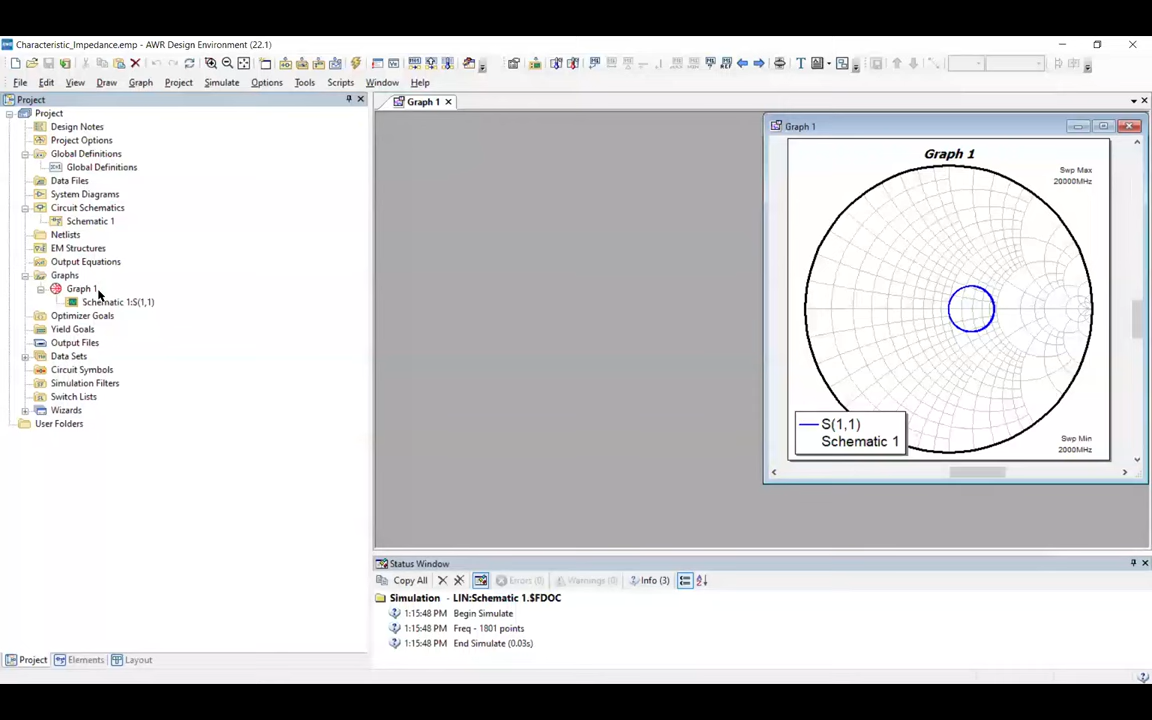 Characteristic_Impedance.emp - AWR Design Environment (22.1)
File Edit View Draw Graph Project Simulate Options Tools Scripts Window Help
Project
Project
Design Notes
Project Options
Global Definitions
Global Definitions
Data Files
System Diagrams
Circuit Schematics
Schematic 1
Netlists
EM Structures
Output Equations
Graphs
Graph 1
Schematic 1:S(1,1)
Optimizer Goals
Yield Goals
Output Files
Data Sets
Circuit Symbols
Simulation Filters
Switch Lists
Wizards
User Folders
Project Elements Layout
Graph 1
Graph 1
Graph 1
Swp Max
20000MHz
S(1,1)
Schematic 1
Swp Min
2000MHz
Status Window
Copy All Errors (0) Warnings (0) Info (3)
Simulation - LIN:Schematic 1.$FDOC
1:15:48 PM Begin Simulate
1:15:48 PM Freq - 1801 points
1:15:48 PM End Simulate (0.03s)